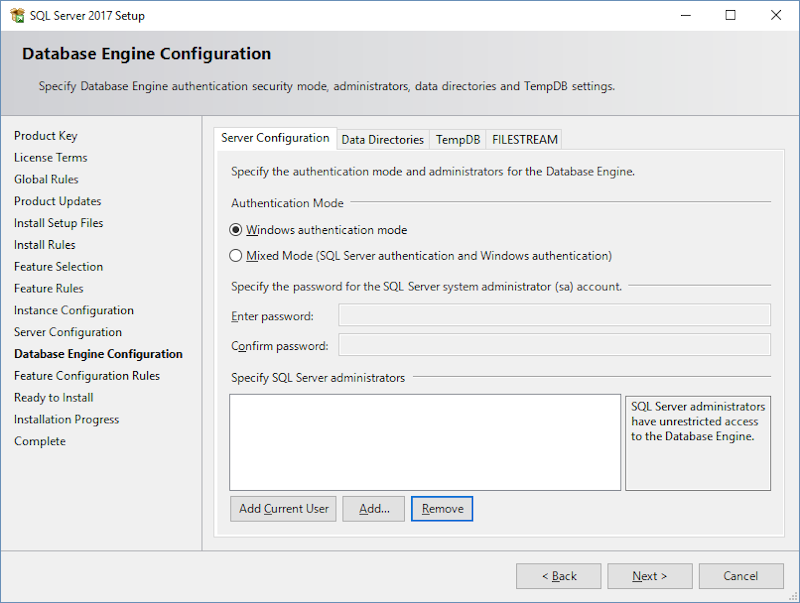 SQL Server 2017 Setup
Database Engine Configuration
Specify Database Engine authentication security mode, administrators, data directories and TempDB settings.
Product Key
License Terms
Global Rules
Product Updates
Install Setup Files
Install Rules
Feature Selection
Feature Rules
Instance Configuration
Server Configuration
Database Engine Configuration
Feature Configuration Rules
Ready to Install
Installation Progress
Complete
Server Configuration Data Directories TempDB FILESTREAM
Specify the authentication mode and administrators for the Database Engine.
Authentication Mode
Windows authentication mode
Mixed Mode (SQL Server authentication and Windows authentication)
Specify the password for the SQL Server system administrator (sa) account.
Enter password:
Confirm password:
Specify SQL Server administrators
SQL Server administrators
have unrestricted access
to the Database Engine.
Add Current User Add... Remove
< Back Next > Cancel